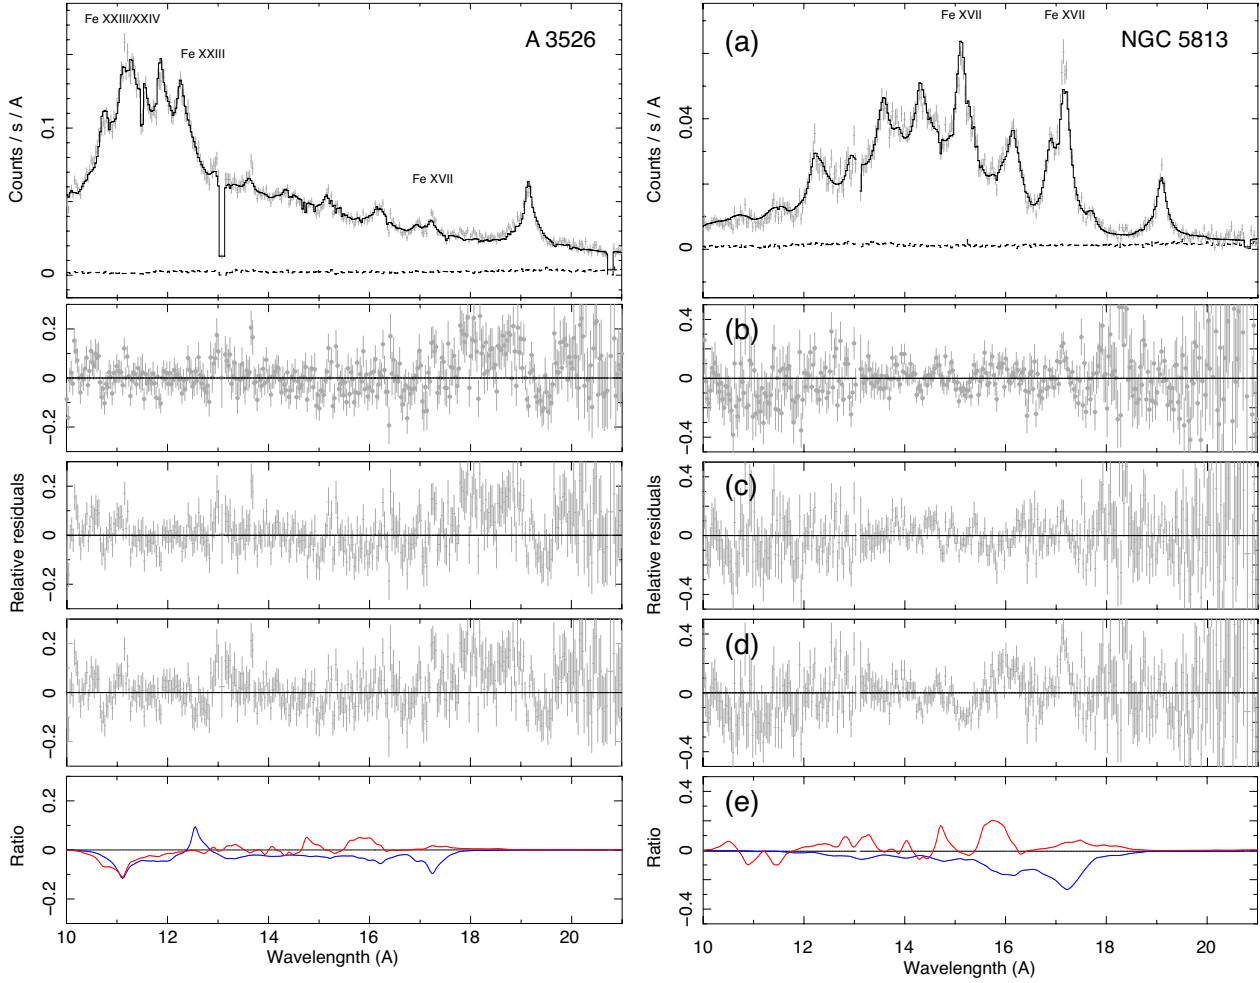 Fe XXIII/XXIV
Fe XXIII
A 3526
Fe XVII
Counts / s / A
0.1
0
0.2
0
−0.2
Relative residuals
0.2
0
−0.2
0.2
0
−0.2
Ratio
0.2
0
−0.2
10
12
14
16
18
20
Wavelengnth (A)
Fe XVII
Fe XVII
(a)
NGC 5813
Counts / s / A
0.04
0
(b)
0.4
0
−0.4
(c)
Relative residuals
0.4
0
−0.4
(d)
0.4
0
−0.4
(e)
Ratio
0.4
0
−0.4
10
12
14
16
18
20
Wavelengnth (A)